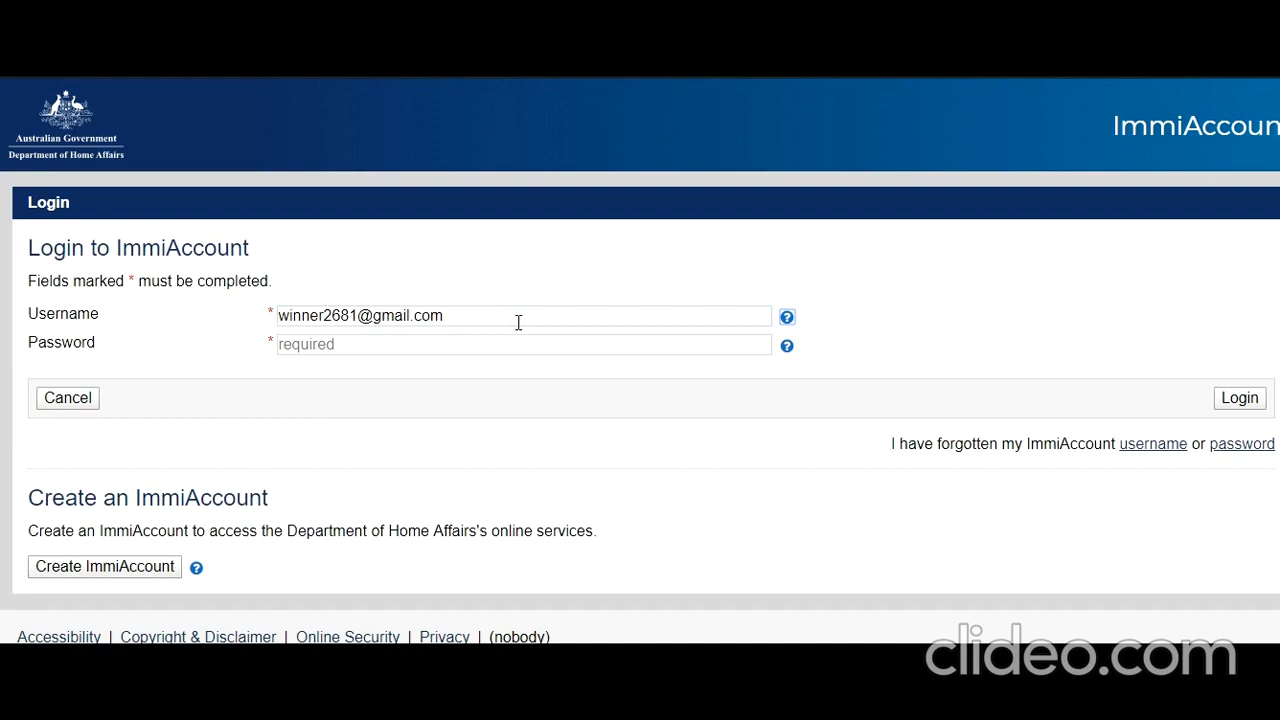 Australian Government
Department of Home Affairs
ImmiAccoun
Login
Login to ImmiAccount
Fields marked * must be completed.
Username * winner2681@gmail.com ?
Password * required ?
Cancel Login
I have forgotten my ImmiAccount username or password
Create an ImmiAccount
Create an ImmiAccount to access the Department of Home Affairs's online services.
Create ImmiAccount ?
Accessibility | Copyright & Disclaimer | Online Security | Privacy | (nobody)
clideo.com